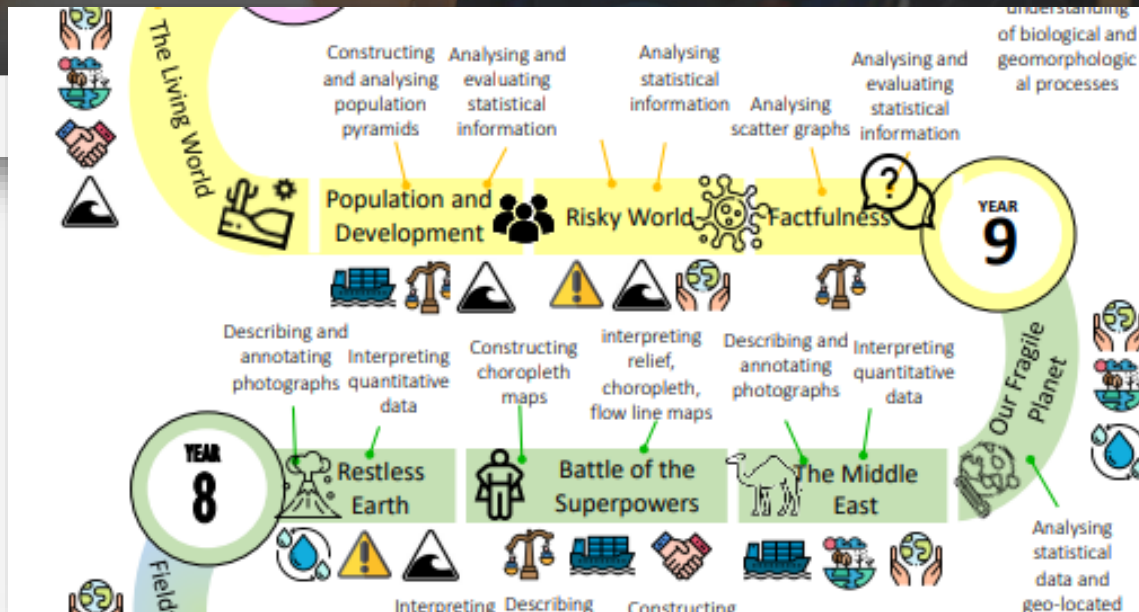 understanding
of biological and
geomorphologic
al processes
The Living World
Constructing
and analysing
population
pyramids
Analysing and
evaluating
statistical
information
Analysing
statistical
information
Analysing
scatter graphs
Analysing and
evaluating
statistical
information
Population and
Development
Risky World
Factfulness
?
YEAR
9
Describing and
annotating
photographs
Interpreting
quantitative
data
Constructing
choropleth
maps
interpreting
relief,
choropleth,
flow line maps
Describing and
annotating
photographs
Interpreting
quantitative
data
Our Fragile
Planet
YEAR
8
Restless
Earth
Battle of the
Superpowers
The Middle
East
Analysing
statistical
data and
geo-located
Field
Interpreting
Describing
Constructing